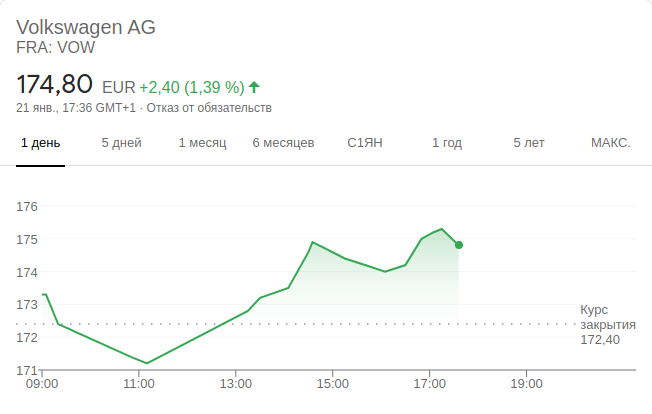 Volkswagen AG
FRA: VOW
174,80 EUR +2,40 (1,39 %)
21 янв., 17:36 GMT+1 · Отказ от обязательств
1 день 5 дней 1 месяц 6 месяцев С1ЯН 1 год 5 лет МАКС.
176
175
174
173
172
171
Курс
закрытия
172,40
09:00 11:00 13:00 15:00 17:00 19:00